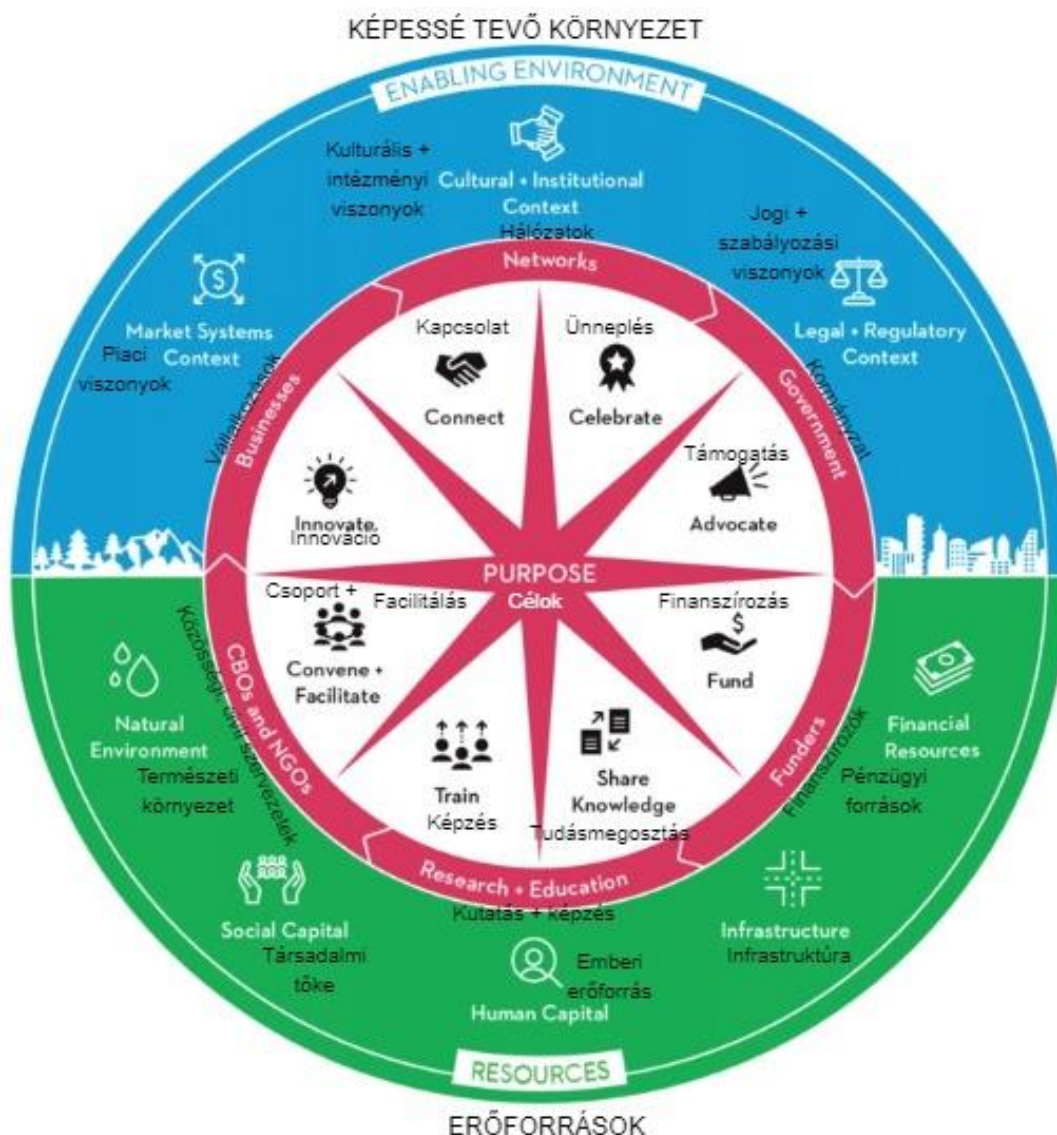 KÉPESSÉ TEVŐ KÖRNYEZET
ENABLING ENVIRONMENT
Kulturális +
intézményi
viszonyok
Cultural + Institutional
Context
Hálózatok
Networks
Jogi +
szabályozási
viszonyok
Legal + Regulatory
Context
Market Systems
Context
Piaci
viszonyok
Vállalkozások
Businesses
Kormányzat
Government
Kapcsolat
Connect
Ünneplés
Celebrate
Támogatás
Advocate
Innovate
Innováció
PURPOSE
Célok
Csoport +
Facilitálás
Convene +
Facilitate
Finanszírozás
$
Fund
Train
Képzés
Share
Knowledge
Tudásmegosztás
CBOs and NGOs
Közösségi, civil szervezetek
Funders
Finanszírozók
Research + Education
Kutatás + képzés
Natural
Environment
Természeti
környezet
Financial
Resources
Pénzügyi
források
Social Capital
Társadalmi
tőke
Infrastructure
Infrastruktúra
Emberi
erőforrás
Human Capital
RESOURCES
ERŐFORRÁSOK